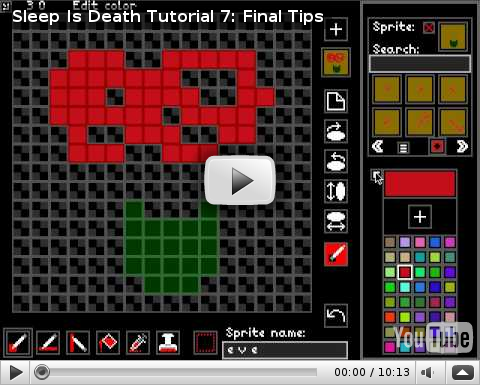 3 0 Edit color
Sleep Is Death Tutorial 7: Final Tips
Sprite:
Search:
Sprite name:
eve
YouTube
00:00 / 10:13